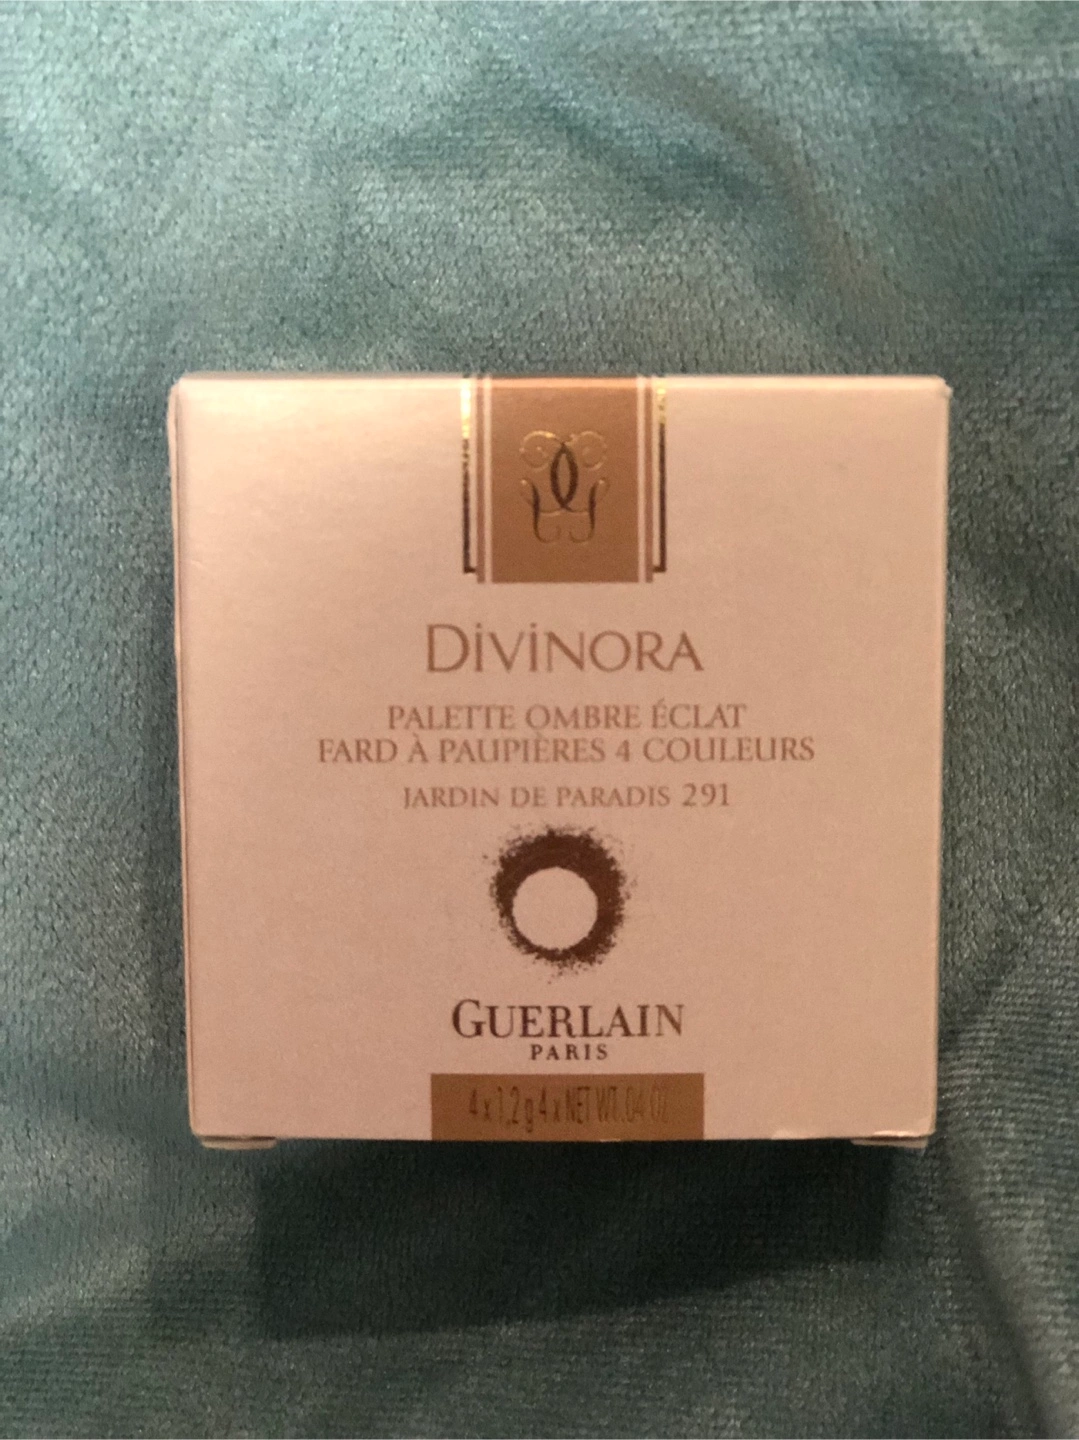 DiViNORA
PALETTE OMBRE ÉCLAT
FARD À PAUPIÈRES 4 COULEURS
JARDIN DE PARADIS 291
GUERLAIN
PARIS
4 x 1,2 g 4 x NET WT. .04 OZ